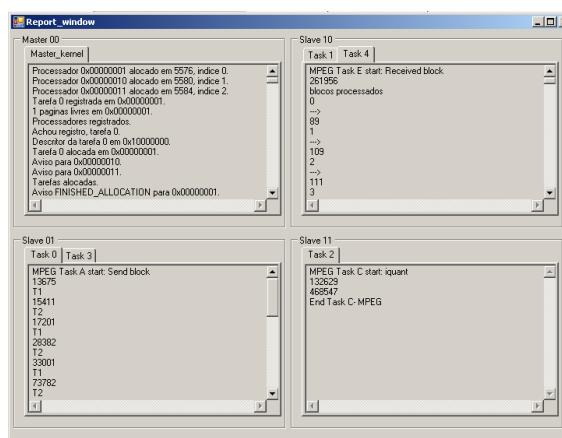 Report_window
Master 00
Master_kernel
Processador 0x00000001 alocado em 5576, indice 0.
Processador 0x00000010 alocado em 5580, indice 1.
Processador 0x00000011 alocado em 5584, indice 2.
Tarefa 0 registrada em 0x00000001.
1 paginas livres em 0x00000001.
Processadores registrados.
Achou registro, tarefa 0.
Descritor da tarefa 0 em 0x10000000.
Tarefa 0 alocada em 0x00000001.
Aviso para 0x00000010.
Aviso para 0x00000011.
Tarefas alocadas.
Aviso FINISHED_ALLOCATION para 0x00000001.
Slave 10
Task 1 Task 4
MPEG Task E start: Received block.
261956
blocos processados
0
--->
89
1
--->
109
2
--->
111
3
Slave 01
Task 0 Task 3
MPEG Task A start: Send block
13675
T1
15411
T2
17201
T1
28382
T2
33001
T1
73782
T2
Slave 11
Task 2
MPEG Task C start: iquant
132629
468547
End Task C- MPEG